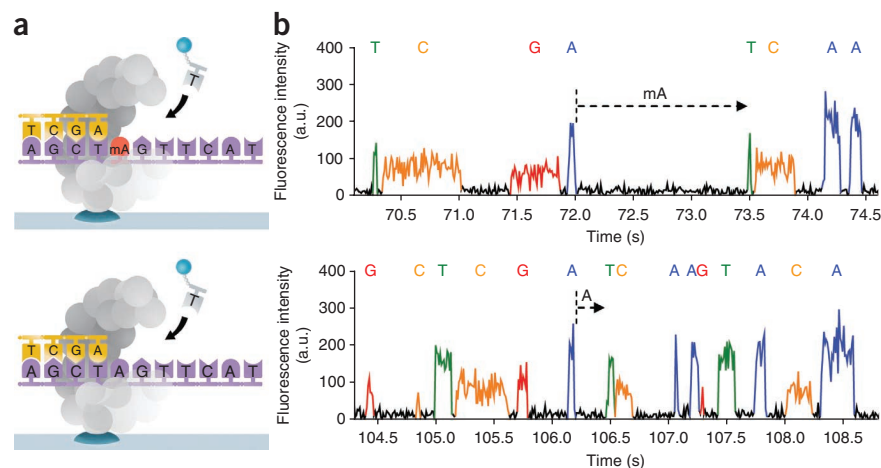 a
T
T C G A
A G C T mA G T T C A T
T
T C G A
A G C T A G T T C A T
b
T C G A T C A A
mA
Fluorescence intensity
(a.u.)
400
300
200
100
0
70.5 71.0 71.5 72.0 72.5 73.0 73.5 74.0 74.5
Time (s)
G C T C G A T C A A G T A C A
A
Fluorescence intensity
(a.u.)
400
300
200
100
0
104.5 105.0 105.5 106.0 106.5 107.0 107.5 108.0 108.5
Time (s)